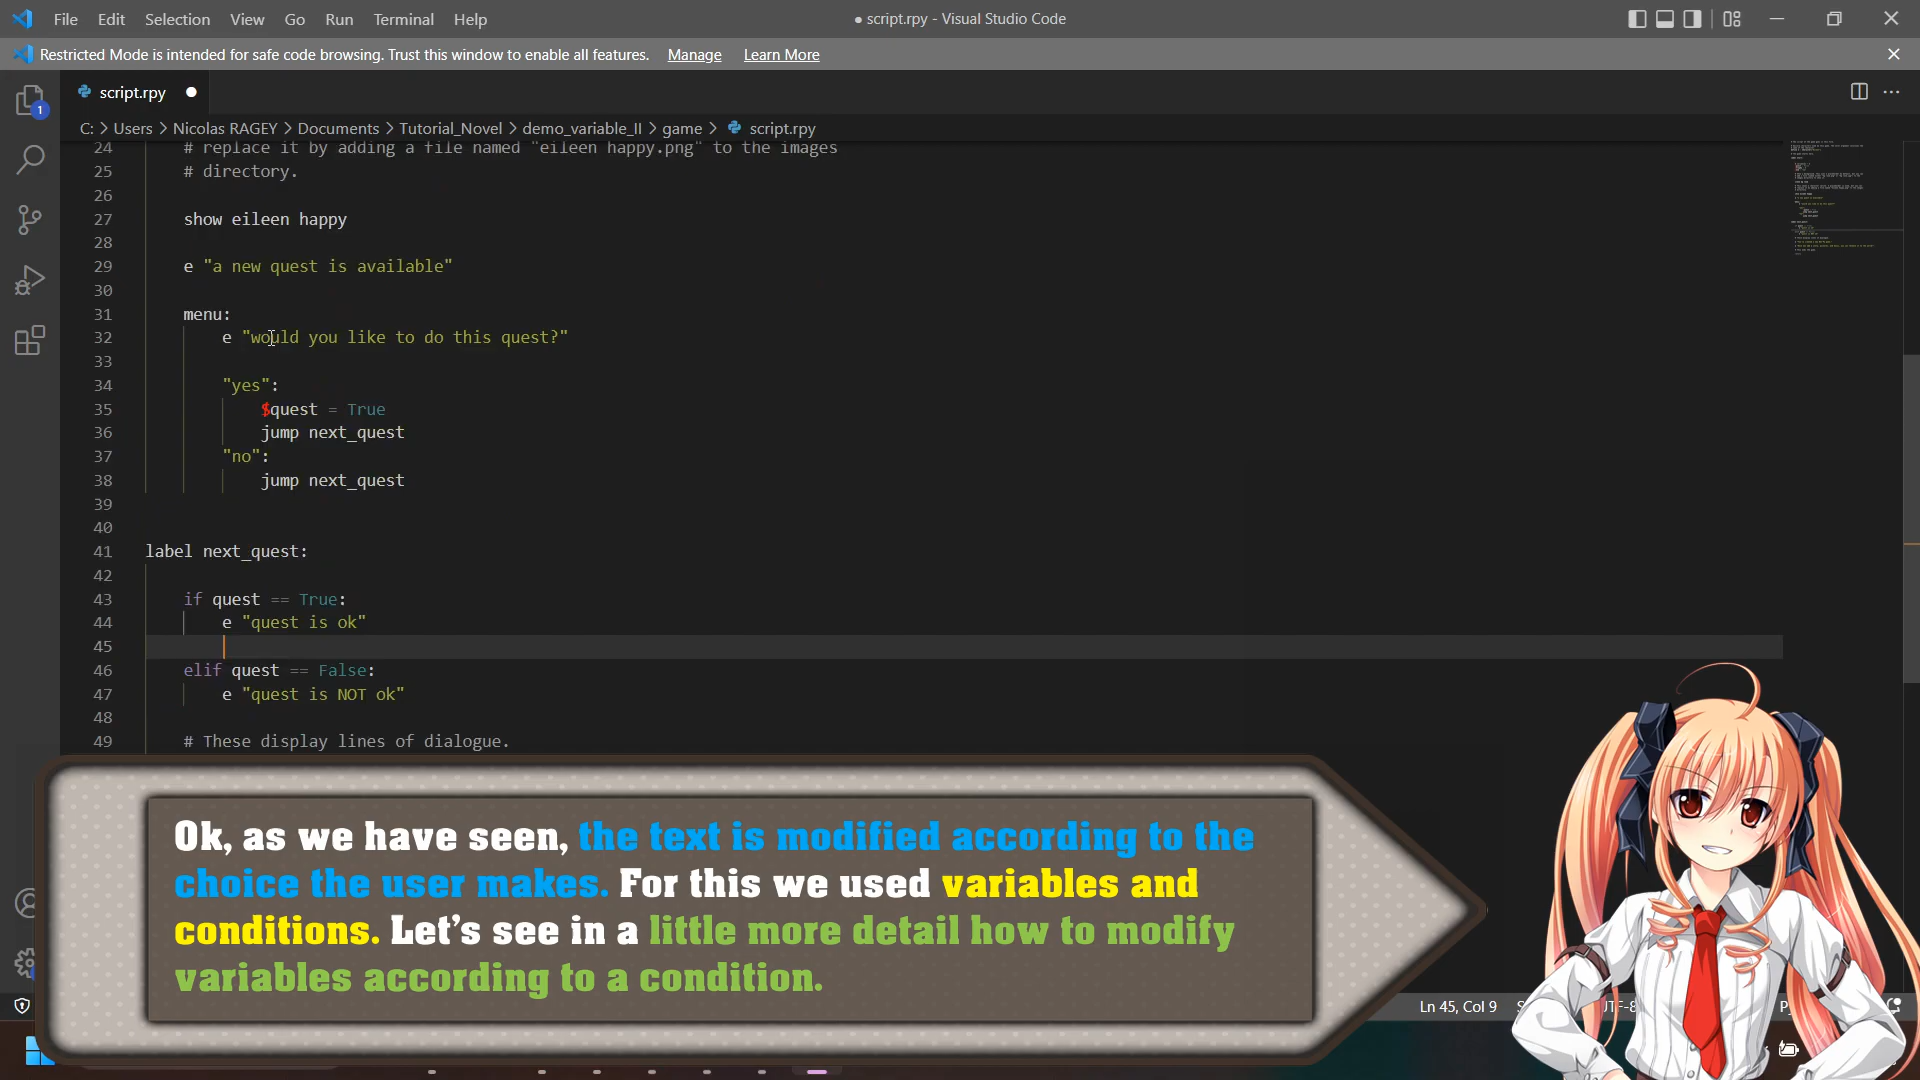 File Edit Selection View Go Run Terminal Help
● script.rpy - Visual Studio Code
Restricted Mode is intended for safe code browsing. Trust this window to enable all features. Manage Learn More
script.rpy ●
1
C: > Users > Nicolas RAGEY > Documents > Tutorial_Novel > demo_variable_II > game > script.rpy
24 # replace it by adding a file named "eileen happy.png" to the images
25 # directory.
26
27 show eileen happy
28
29 e "a new quest is available"
30
31 menu:
32 e "would you like to do this quest?"
33
34 "yes":
35 $quest = True
36 jump next_quest
37 "no":
38 jump next_quest
39
40
41 label next_quest:
42
43 if quest == True:
44 e "quest is ok"
45
46 elif quest == False:
47 e "quest is NOT ok"
48
49 # These display lines of dialogue.
Ok, as we have seen, the text is modified according to the
choice the user makes. For this we used variables and
conditions. Let's see in a little more detail how to modify
variables according to a condition.
Ln 45, Col 9